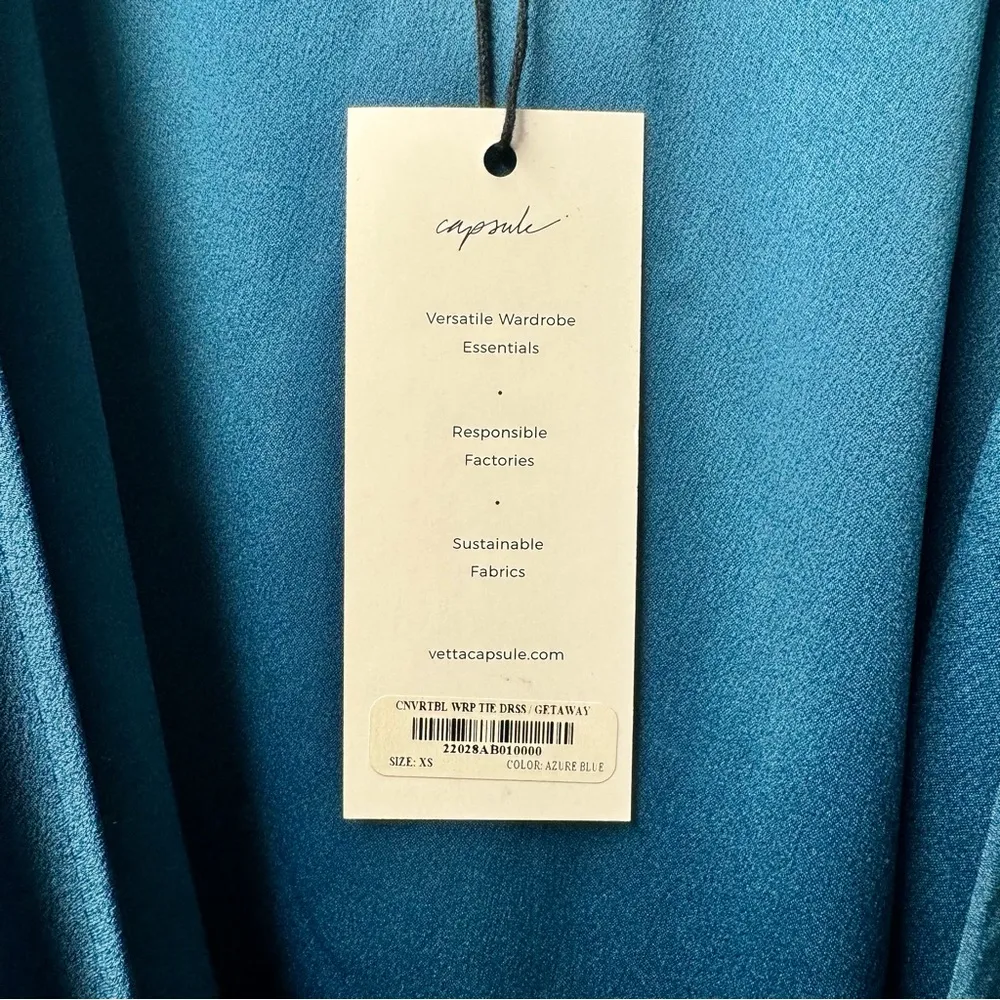 capsule
Versatile Wardrobe
Essentials
•
Responsible
Factories
•
Sustainable
Fabrics
vettacapsule.com
CNVRTBL WRP TIE DRSS / GETAWAY
22028AB010000
SIZE: XS COLOR: AZURE BLUE